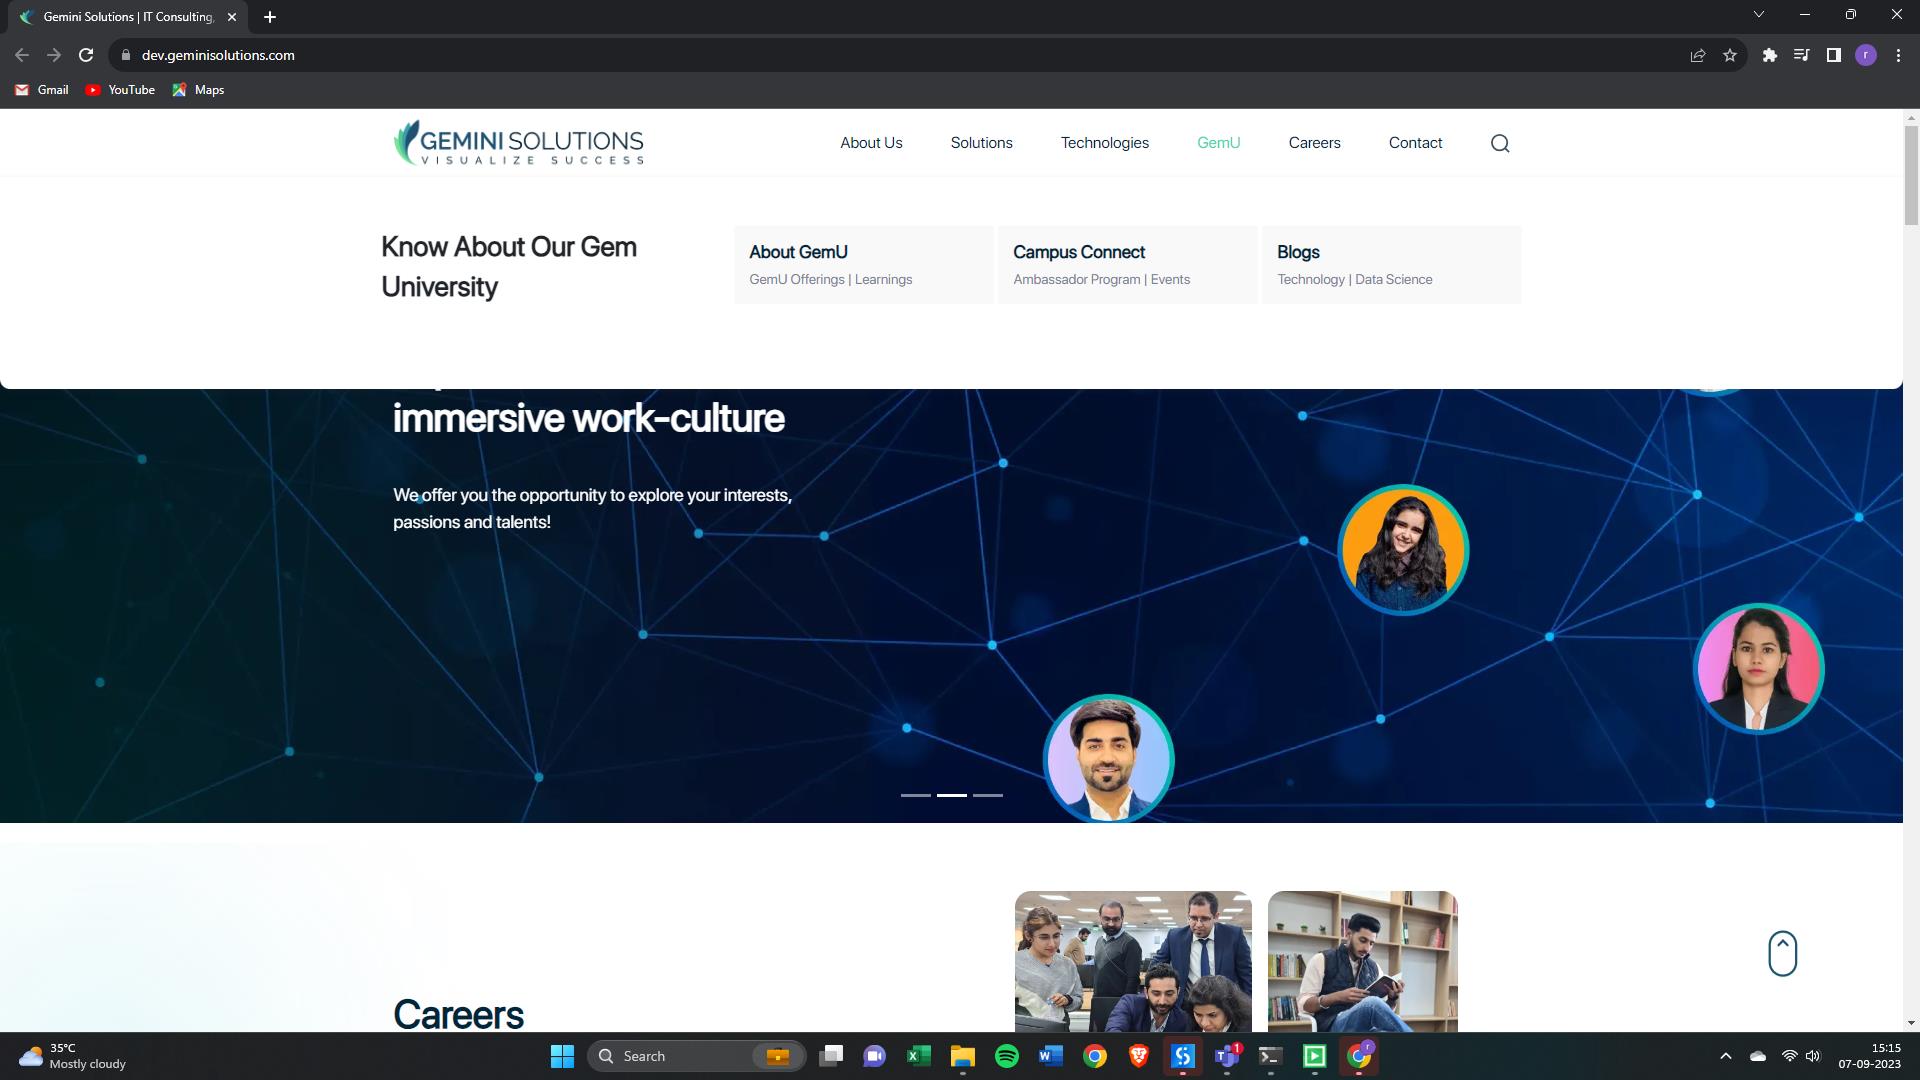 Gemini Solutions | IT Consulting,
dev.geminisolutions.com
r
Gmail
YouTube
Maps
GEMINI SOLUTIONS
VISUALIZE SUCCESS
About Us
Solutions
Technologies
GemU
Careers
Contact
Know About Our Gem
University
About GemU
GemU Offerings | Learnings
Campus Connect
Ambassador Program | Events
Blogs
Technology | Data Science
immersive work-culture
We offer you the opportunity to explore your interests,
passions and talents!
Careers
35°C
Mostly cloudy
Search
1
r
15:15
07-09-2023